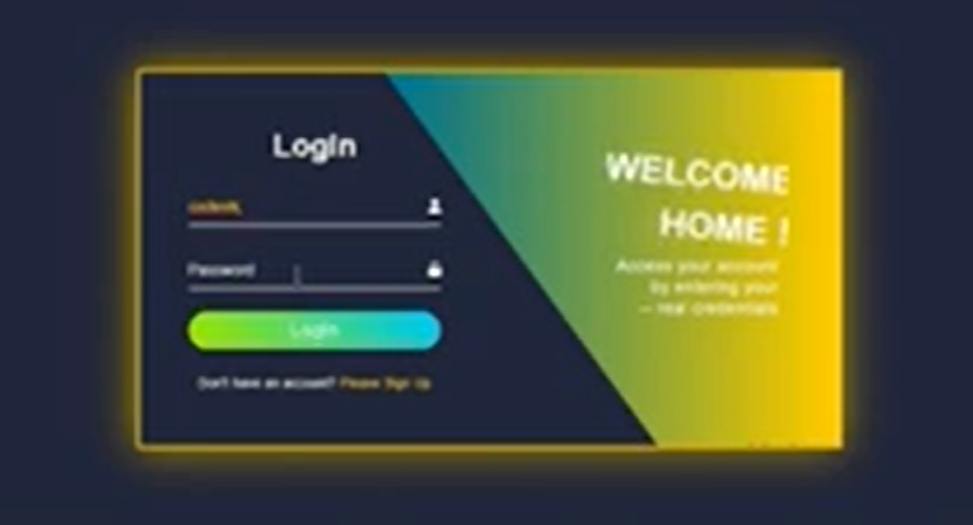 Login
Password
Login
Don't have an account? Please Sign Up
WELCOME
HOME !
Access your account
by entering your
real credentials